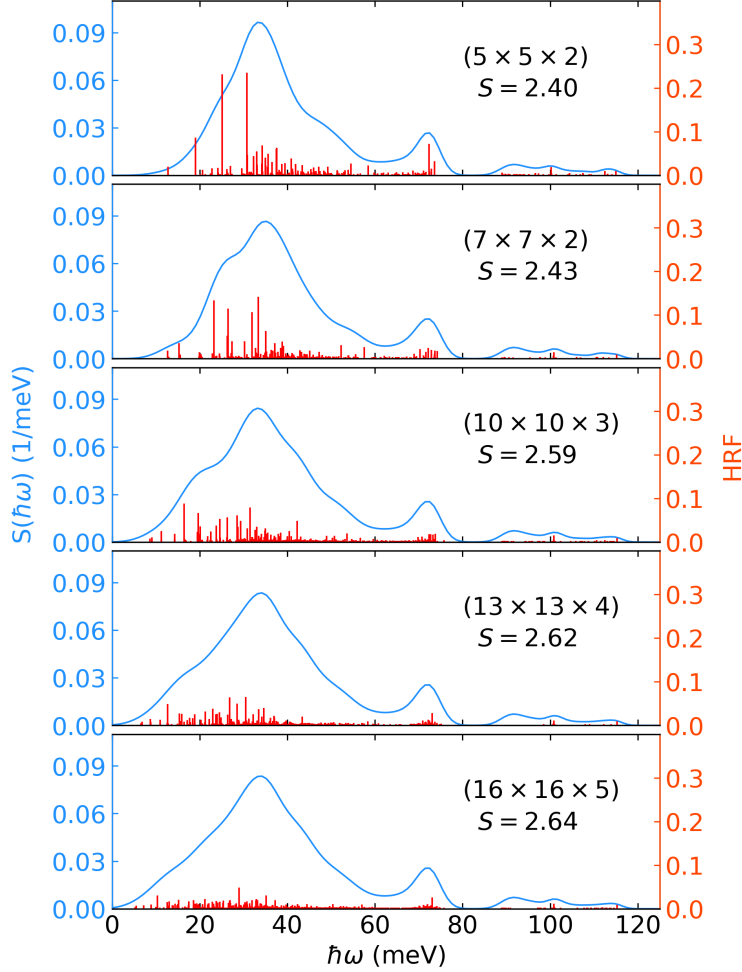 0.09
0.06
0.03
0.00
(5 × 5 × 2)
S = 2.40
0.3
0.2
0.1
0.0
0.09
0.06
0.03
0.00
(7 × 7 × 2)
S = 2.43
0.3
0.2
0.1
0.0
S(ħω) (1/meV)
0.09
0.06
0.03
0.00
(10 × 10 × 3)
S = 2.59
0.3
0.2
0.1
0.0
HRF
0.09
0.06
0.03
0.00
(13 × 13 × 4)
S = 2.62
0.3
0.2
0.1
0.0
0.09
0.06
0.03
0.00
(16 × 16 × 5)
S = 2.64
0.3
0.2
0.1
0.0
0 20 40 60 80 100 120
ħω (meV)